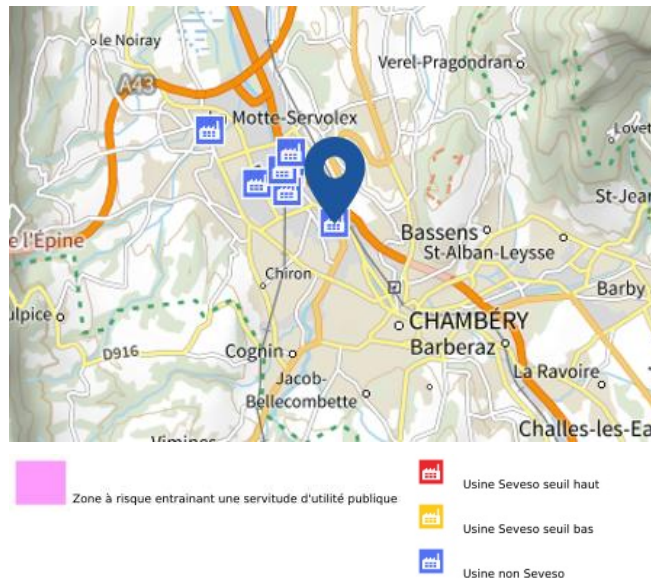 le Noiray
Verel-Pragondran
A43
Motte-Servolex
Lovet
St-Jean
e l'Épine
Bassens
St-Alban-Leysse
Chiron
Barby
ulpice
CHAMBÉRY
D916
Cognin
Barberaz
La Ravoire
Jacob-
Bellecombette
Challes-les-Ea
Vimines
Zone à risque entrainant une servitude d'utilité publique
Usine Seveso seuil haut
Usine Seveso seuil bas
Usine non Seveso